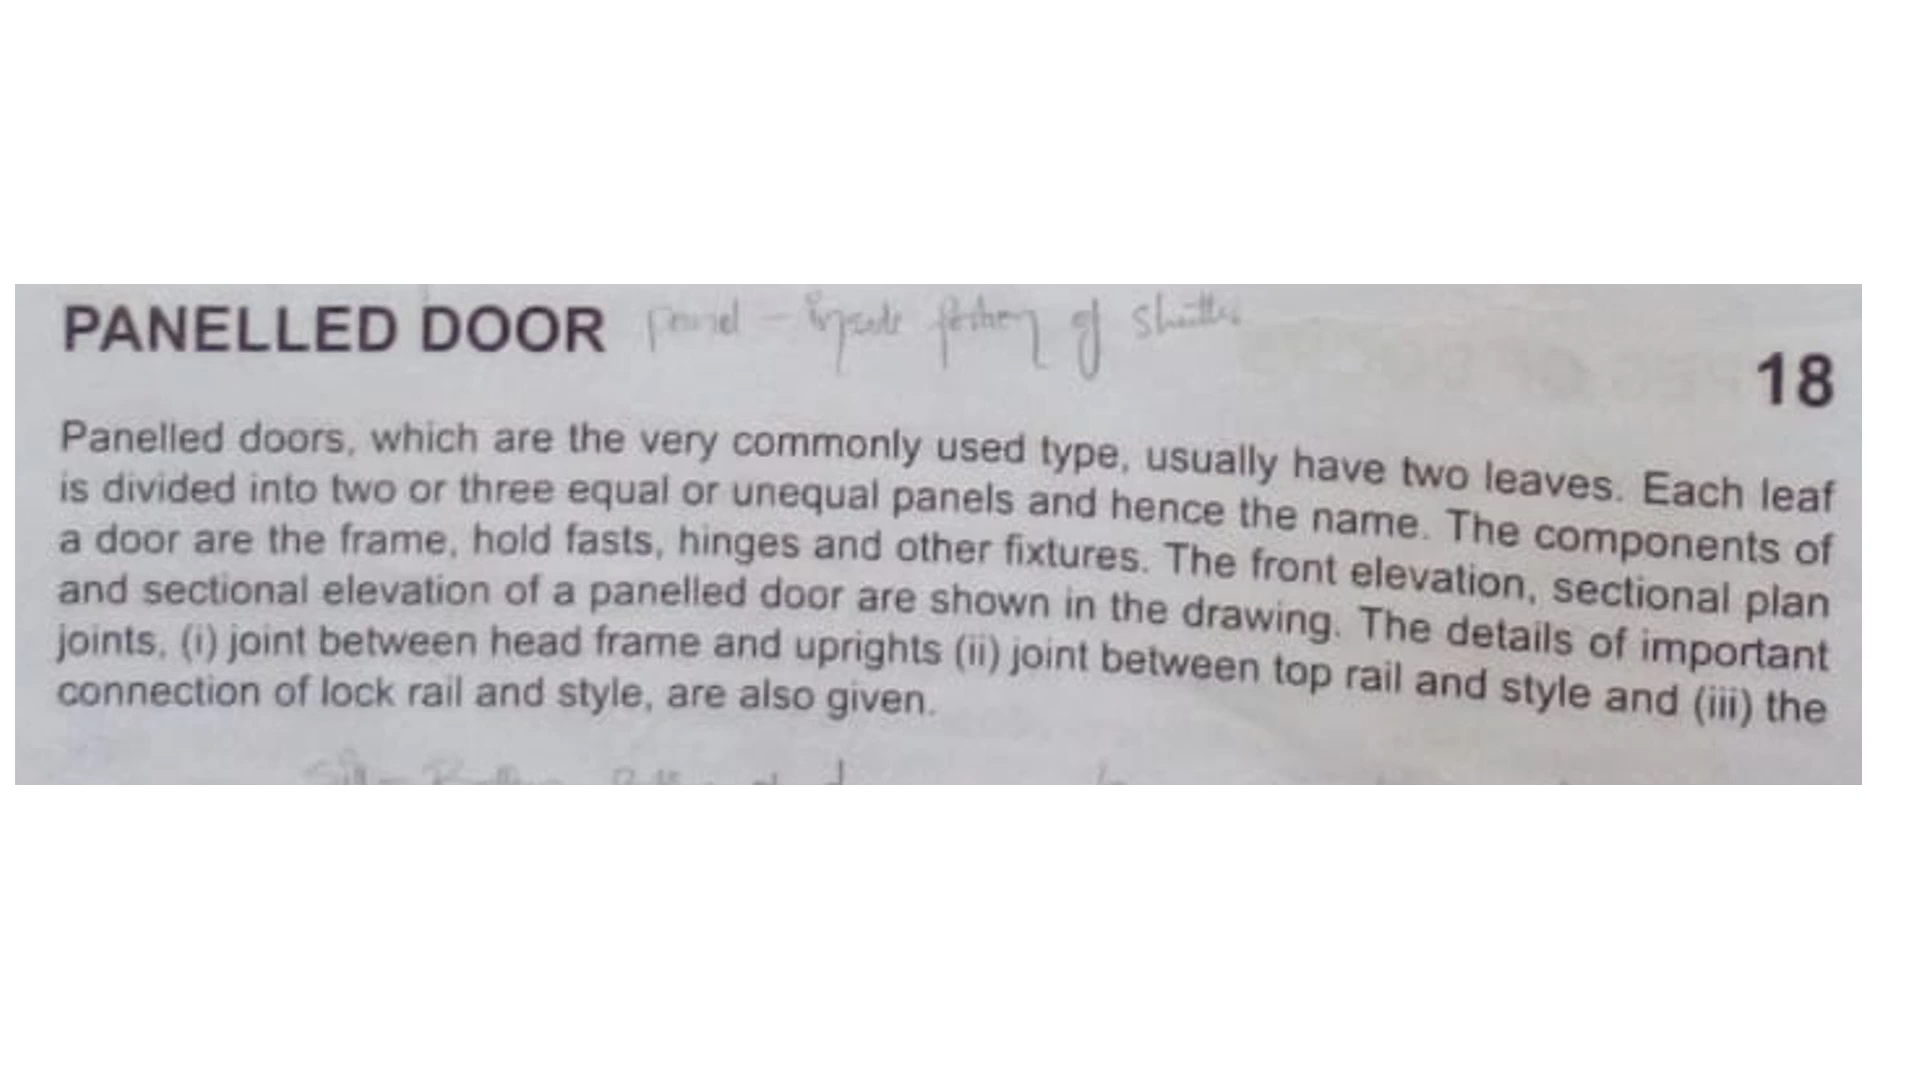 PANELLED DOOR panel - inside portion of shutter
18
Panelled doors, which are the very commonly used type, usually have two leaves. Each leaf
is divided into two or three equal or unequal panels and hence the name. The components of
a door are the frame, hold fasts, hinges and other fixtures. The front elevation, sectional plan
and sectional elevation of a panelled door are shown in the drawing. The details of important
joints, (i) joint between head frame and uprights (ii) joint between top rail and style and (iii) the
connection of lock rail and style, are also given.